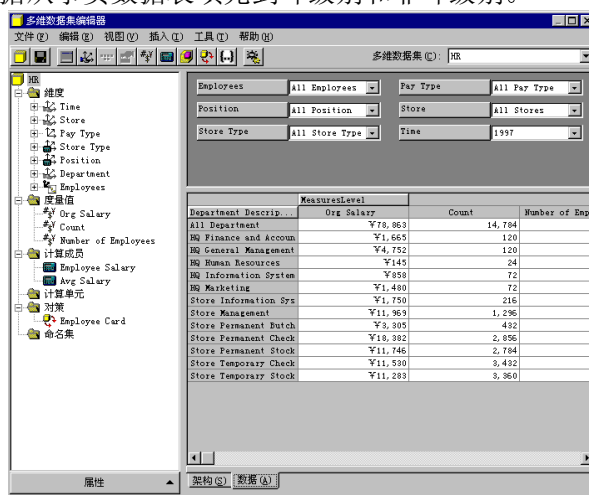 多维数据集编辑器
文件(F) 编辑(E) 视图(V) 插入(I) 工具(T) 帮助(H)
多维数据集(C): HR
HR
维度
Time
Store
Pay Type
Store Type
Position
Department
Employees
度量值
Org Salary
Count
Number of Employees
计算成员
Employee Salary
Avg Salary
计算单元
对策
Employee Card
命名集
属性
Employees All Employees Pay Type All Pay Type
Position All Position Store All Stores
Store Type All Store Type Time 1997
MeasuresLevel
Department Descrip... Org Salary Count Number of Emp
All Department ¥78,863 14,784
HQ Finance and Accoun ¥1,665 120
HQ General Management ¥4,752 120
HQ Human Resources ¥145 24
HQ Information System ¥858 72
HQ Marketing ¥1,480 72
Store Information Sys ¥1,750 216
Store Management ¥11,969 1,296
Store Permanent Butch ¥3,305 432
Store Permanent Check ¥18,382 2,856
Store Permanent Stock ¥11,746 2,784
Store Temporary Check ¥11,530 3,432
Store Temporary Stock ¥11,283 3,360
架构(S) 数据(A)